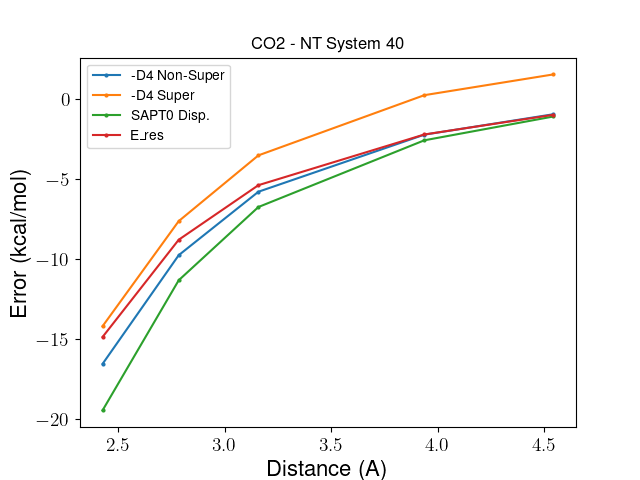 CO2 - NT System 40
-D4 Non-Super
-D4 Super
SAPT0 Disp.
E_res
Error (kcal/mol)
0
−5
−10
−15
−20
2.5 3.0 3.5 4.0 4.5
Distance (A)